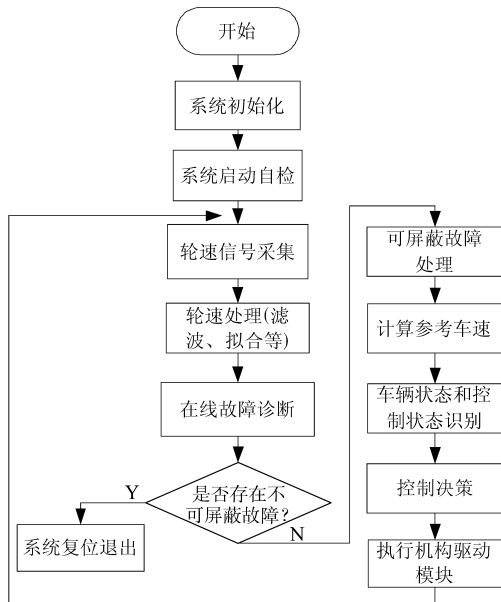 开始
系统初始化
系统启动自检
轮速信号采集
轮速处理(滤
波、拟合等)
在线故障诊断
是否存在不
可屏蔽故障?
Y
N
系统复位退出
可屏蔽故障
处理
计算参考车速
车辆状态和控
制状态识别
控制决策
执行机构驱动
模块